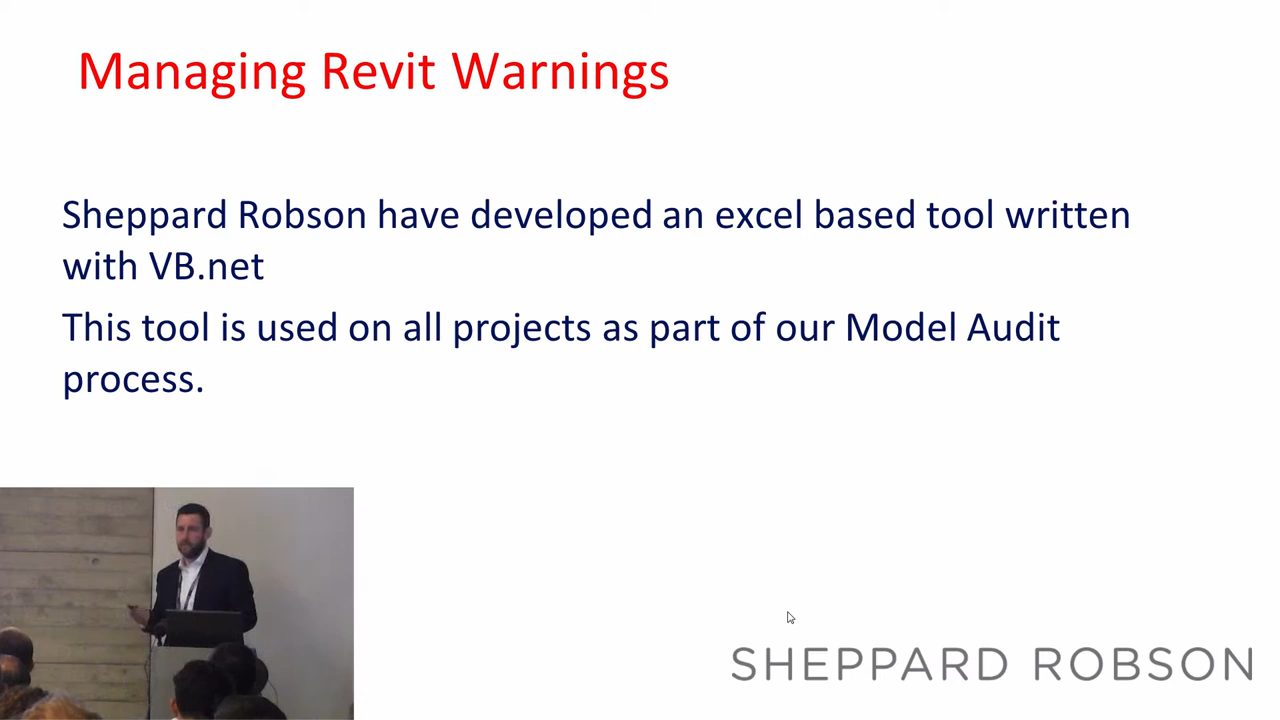 Managing Revit Warnings
Sheppard Robson have developed an excel based tool written
with VB.net
This tool is used on all projects as part of our Model Audit
process.
SHEPPARD ROBSON